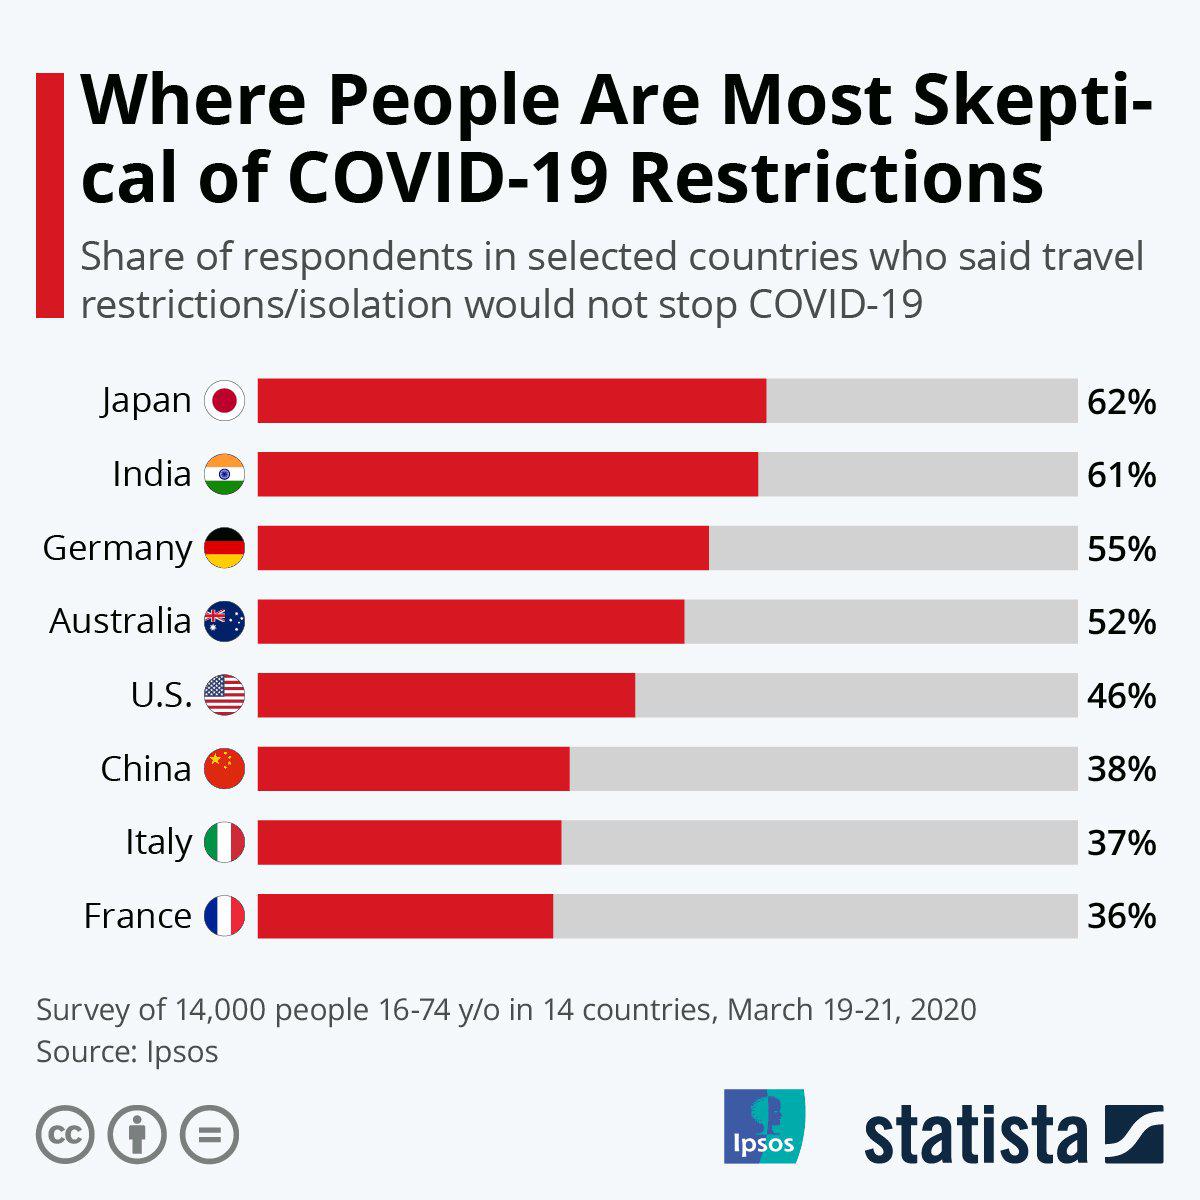 Where People Are Most Skepti-
cal of COVID-19 Restrictions
Share of respondents in selected countries who said travel
restrictions/isolation would not stop COVID-19
Japan 62%
India 61%
Germany 55%
Australia 52%
U.S. 46%
China 38%
Italy 37%
France 36%
Survey of 14,000 people 16-74 y/o in 14 countries, March 19-21, 2020
Source: Ipsos
cc
Ipsos
statista